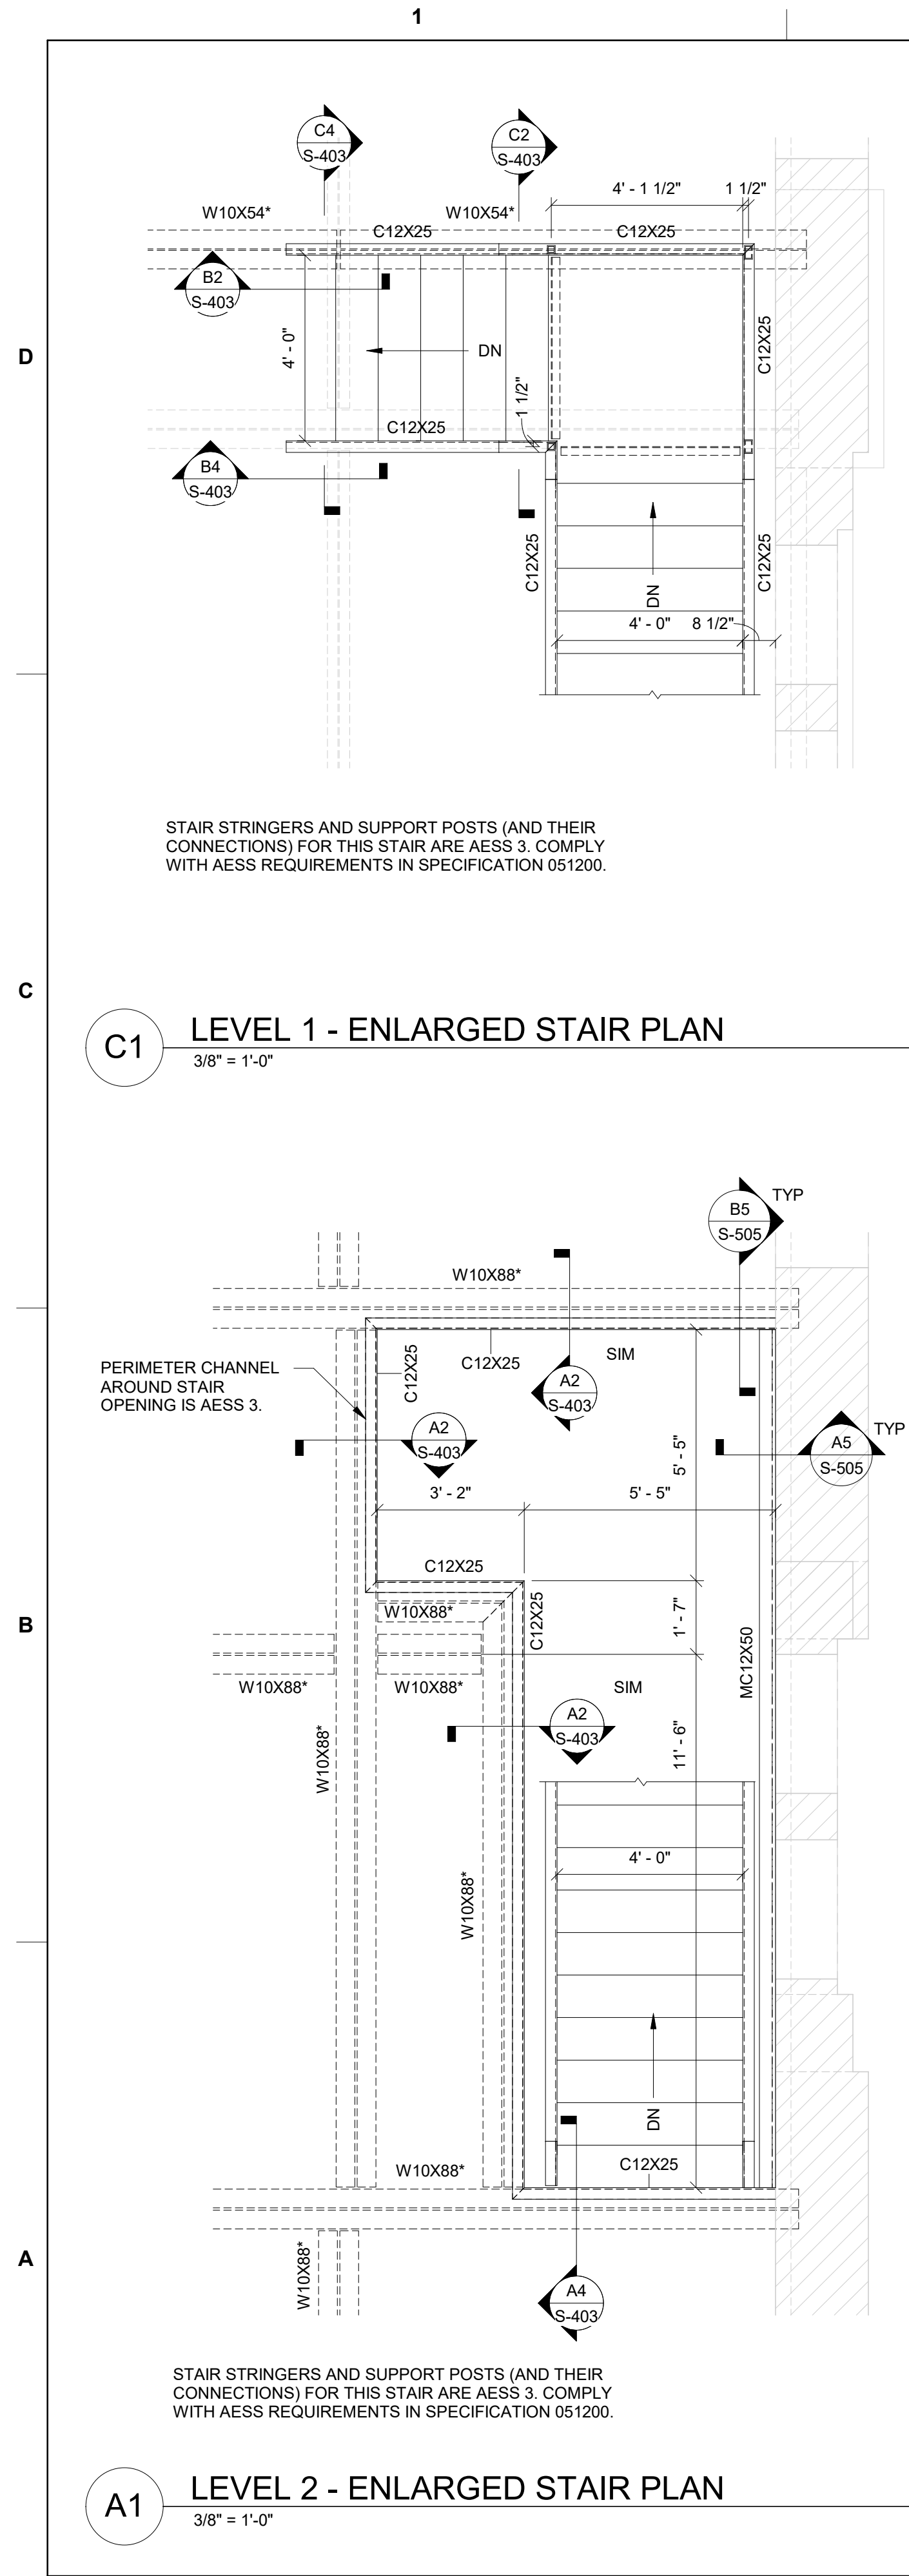 1
C4
S-403
C2
S-403
4' - 1 1/2"
1 1/2"
W10X54*
W10X54*
C12X25
C12X25
B2
S-403
D
4' - 0"
DN
C12X25
1 1/2"
C12X25
B4
S-403
C12X25
C12X25
DN
4' - 0"
8 1/2"
STAIR STRINGERS AND SUPPORT POSTS (AND THEIR
CONNECTIONS) FOR THIS STAIR ARE AESS 3. COMPLY
WITH AESS REQUIREMENTS IN SPECIFICATION 051200.
C
C1
LEVEL 1 - ENLARGED STAIR PLAN
3/8" = 1'-0"
B5
S-505
TYP
W10X88*
PERIMETER CHANNEL
AROUND STAIR
OPENING IS AESS 3.
C12X25
C12X25
SIM
A2
S-403
A2
S-403
A5
S-505
TYP
5' - 5"
3' - 2"
5' - 5"
C12X25
W10X88*
C12X25
1' - 7"
B
MC12X50
W10X88*
W10X88*
SIM
A2
S-403
W10X88*
11' - 6"
4' - 0"
W10X88*
DN
W10X88*
C12X25
A
W10X88*
A4
S-403
STAIR STRINGERS AND SUPPORT POSTS (AND THEIR
CONNECTIONS) FOR THIS STAIR ARE AESS 3. COMPLY
WITH AESS REQUIREMENTS IN SPECIFICATION 051200.
A1
LEVEL 2 - ENLARGED STAIR PLAN
3/8" = 1'-0"